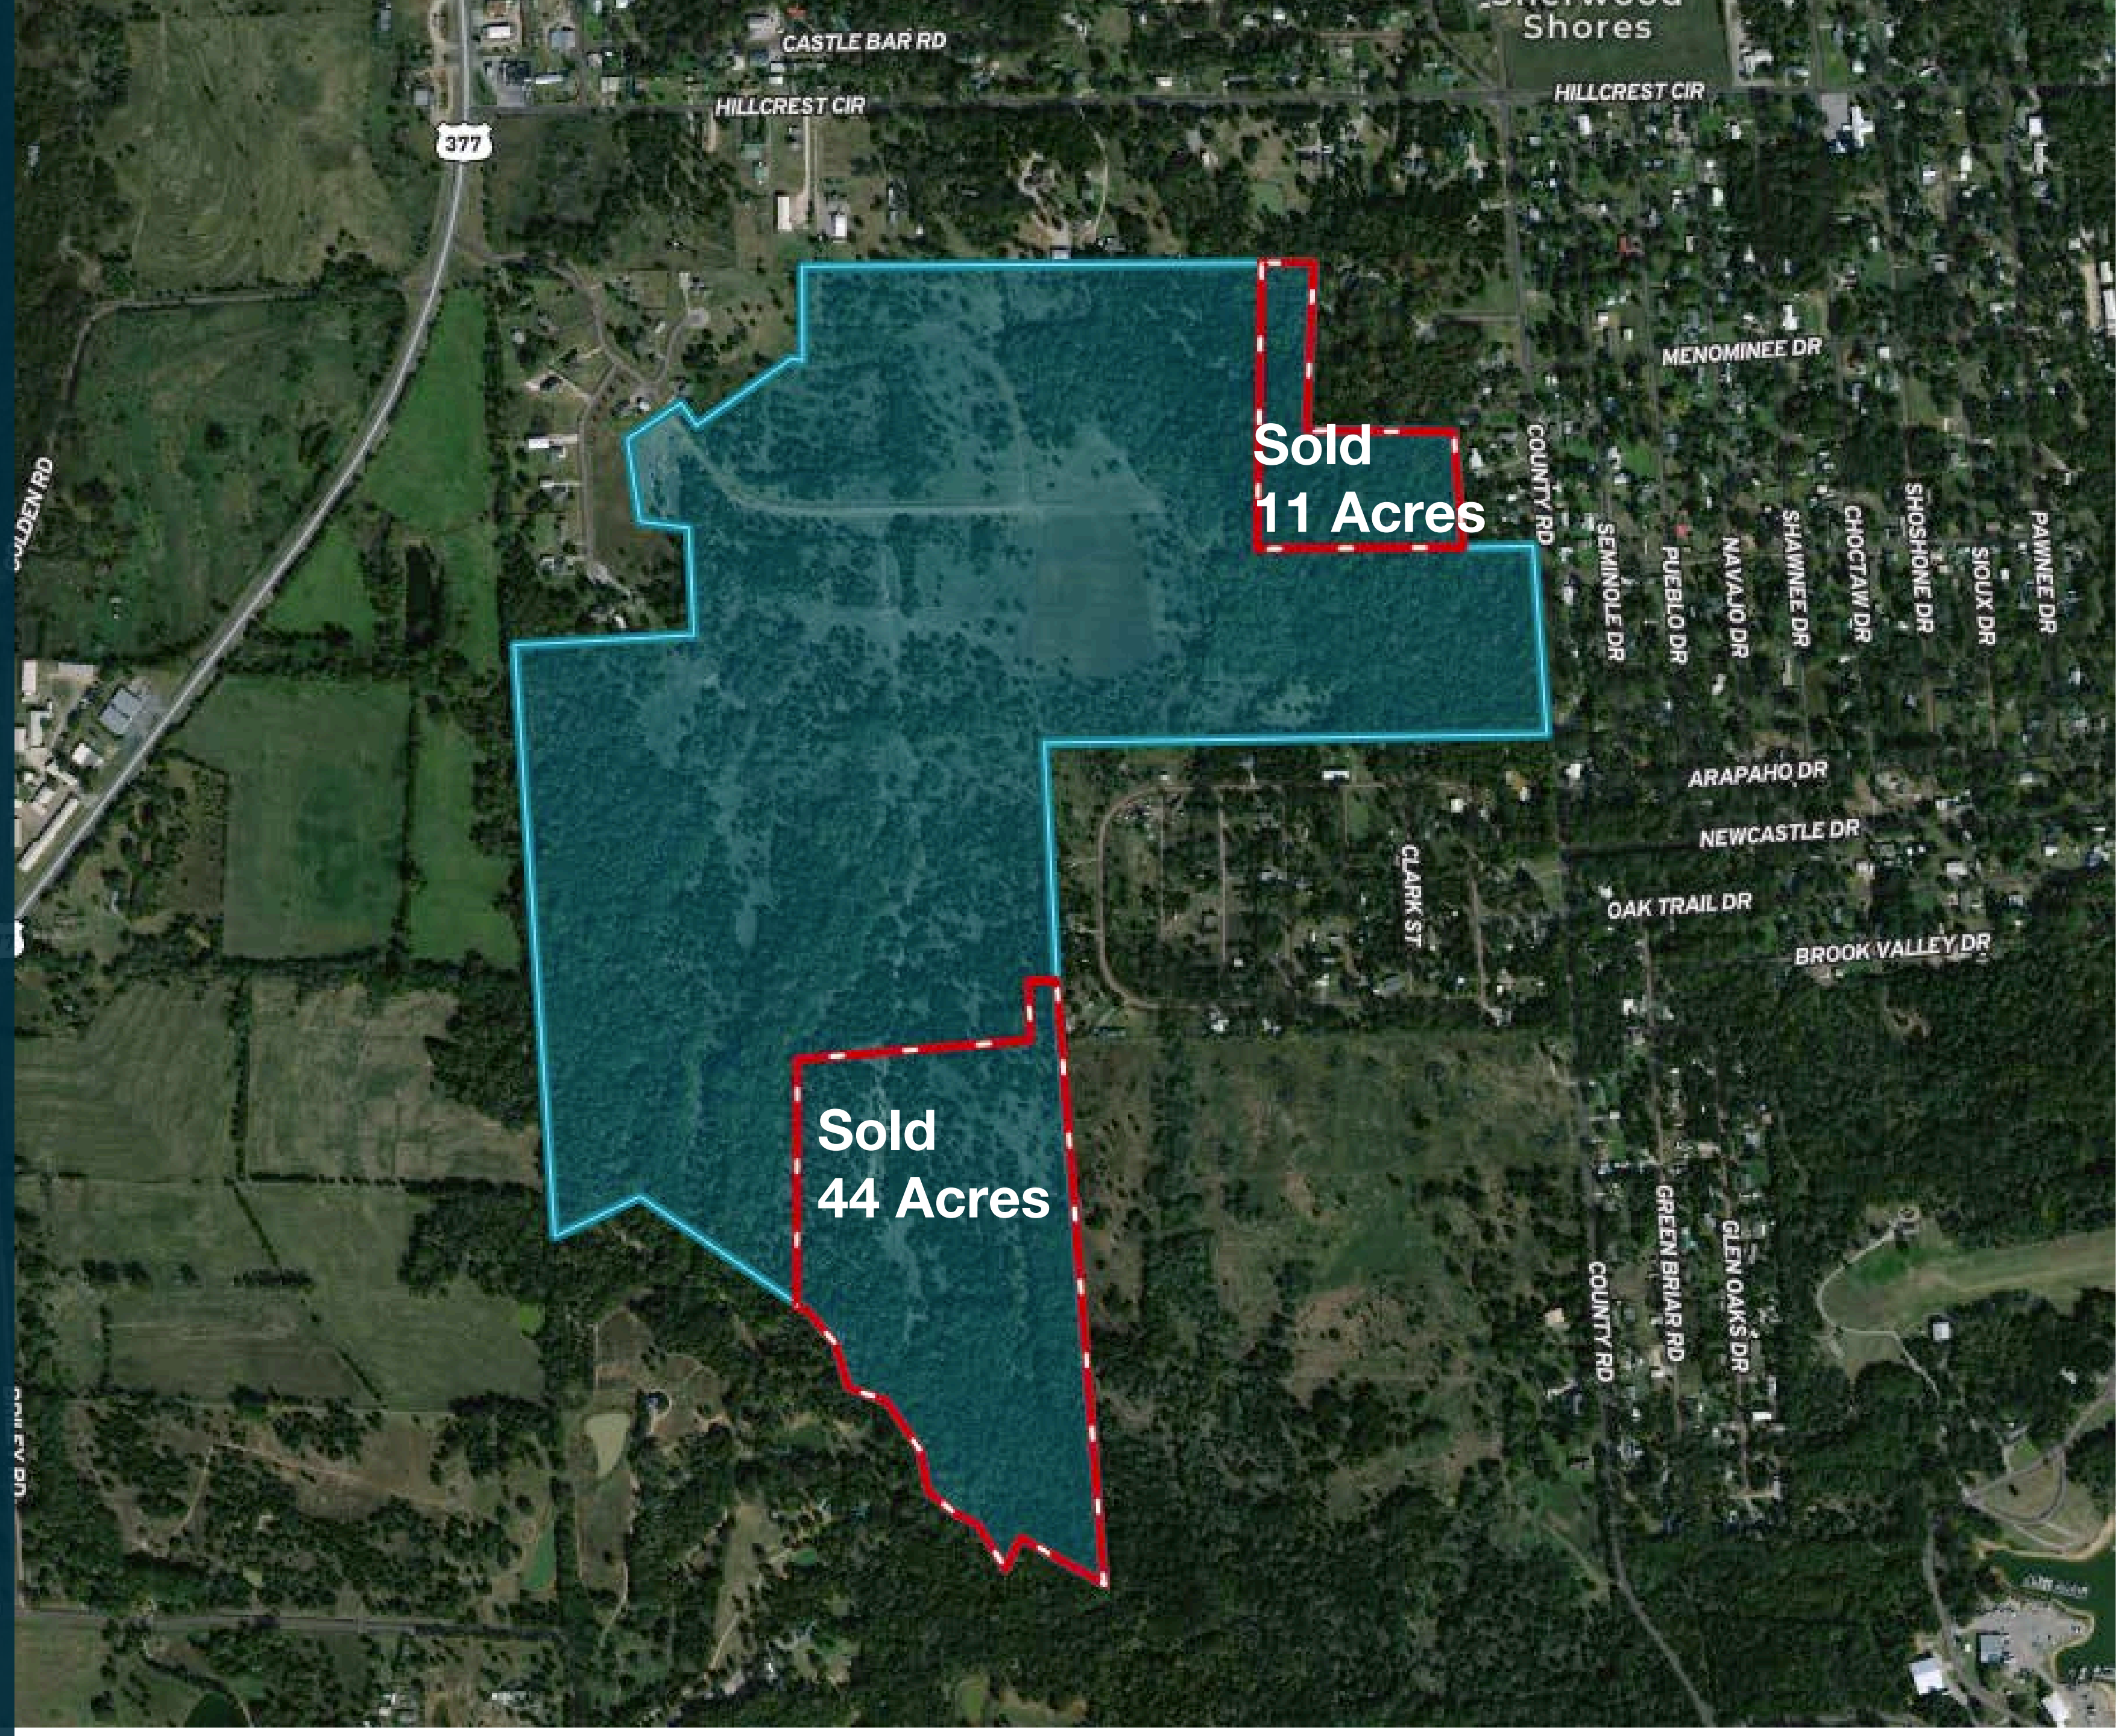 Shores
CASTLE BAR RD
HILLCREST CIR
HILLCREST CIR
377
MENOMINEE DR
Sold
11 Acres
COUNTY RD
GOLDEN RD
SEMINOLE DR
PUEBLO DR
NAVAJO DR
SHAWNEE DR
CHOCTAW DR
SHOSHONE DR
SIOUX DR
PAWNEE DR
ARAPAHO DR
NEWCASTLE DR
CLARK ST
OAK TRAIL DR
BROOK VALLEY DR
Sold
44 Acres
COUNTY RD
GREEN BRIAR RD
GLEN OAKS DR